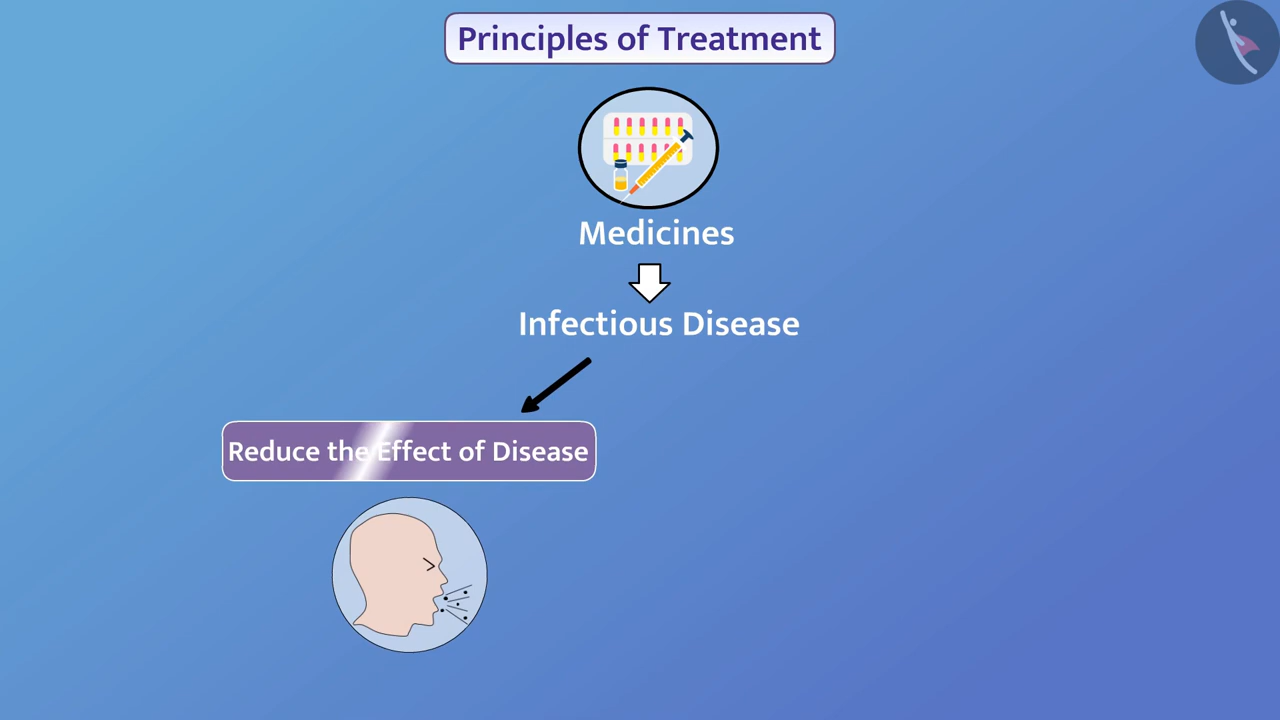 Principles of Treatment
Medicines
Infectious Disease
Reduce the Effect of Disease